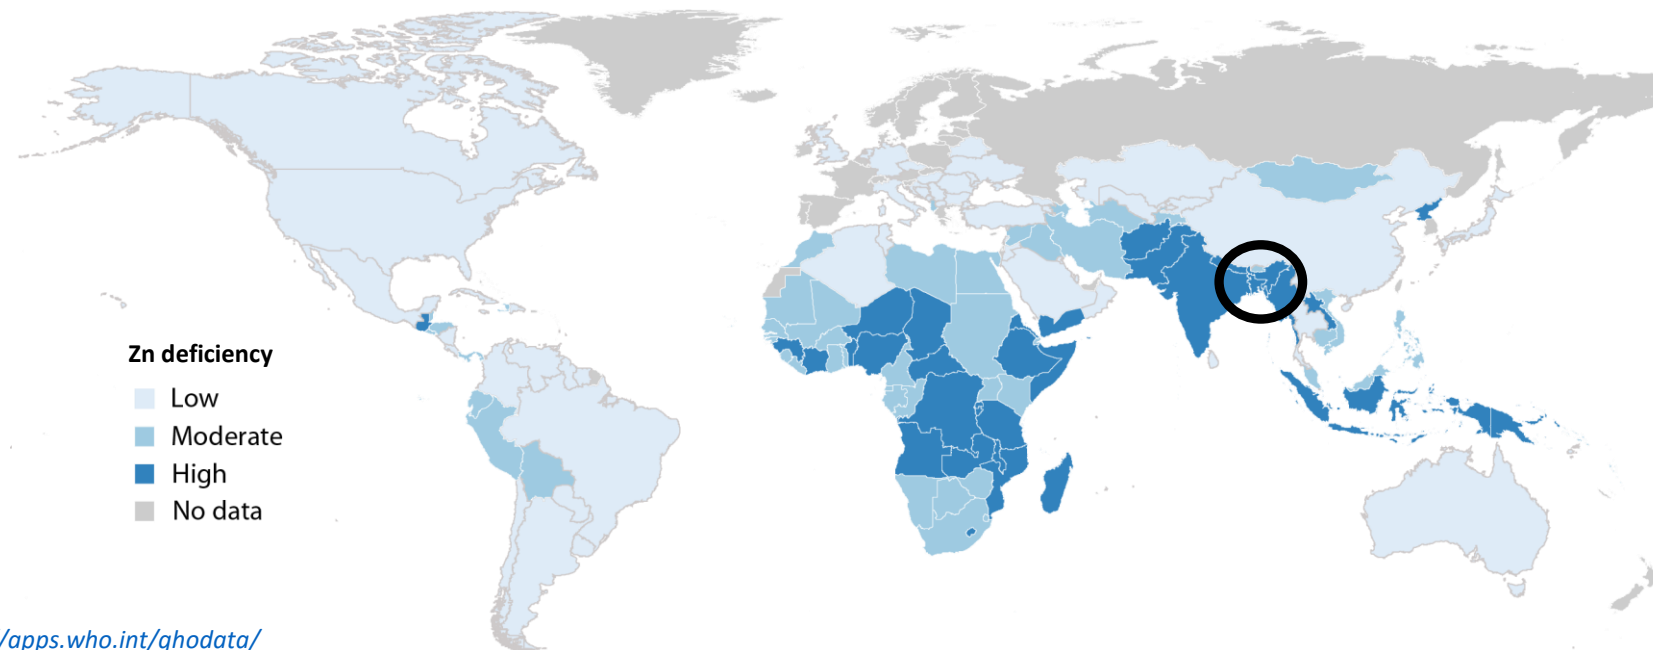 Zn deficiency
Low
Moderate
High
No data
/apps.who.int/ghodata/